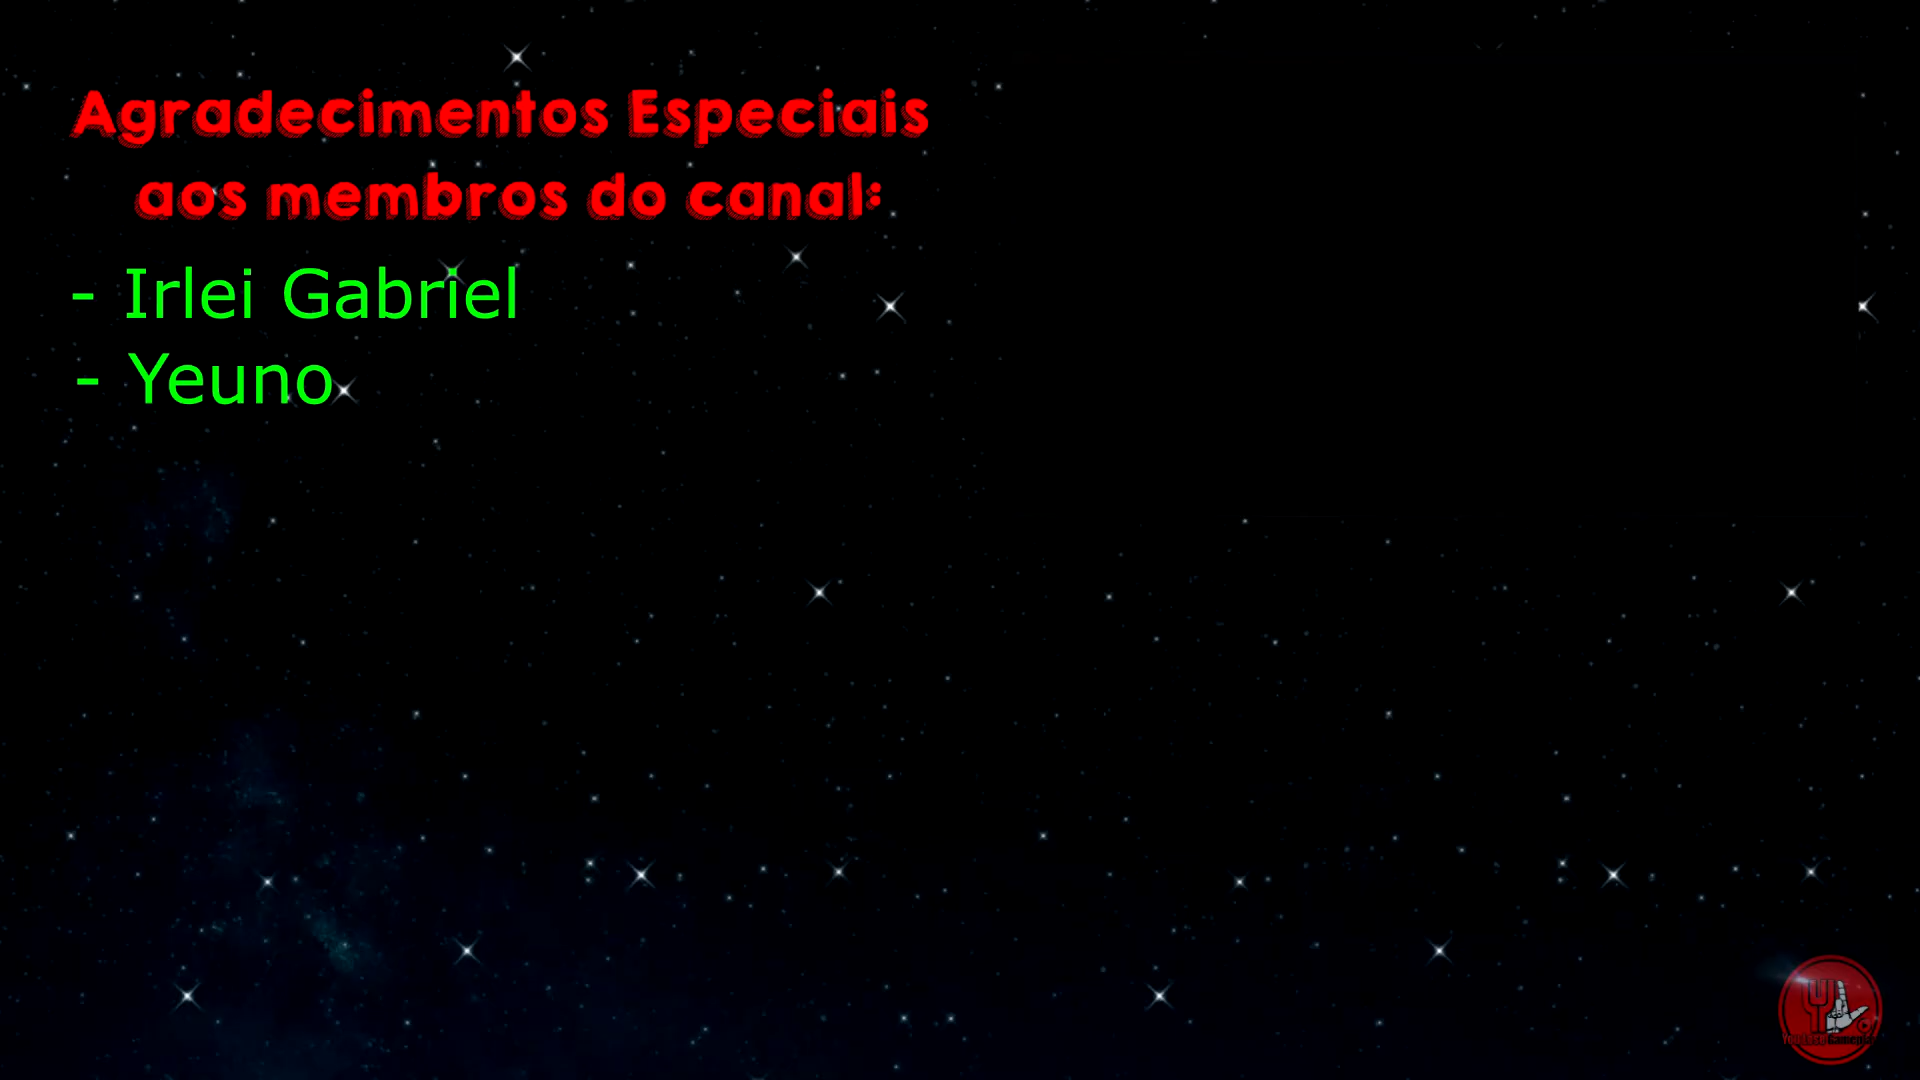 Agradecimentos Especiais
aos membros do canal:
- Irlei Gabriel
- Yeuno